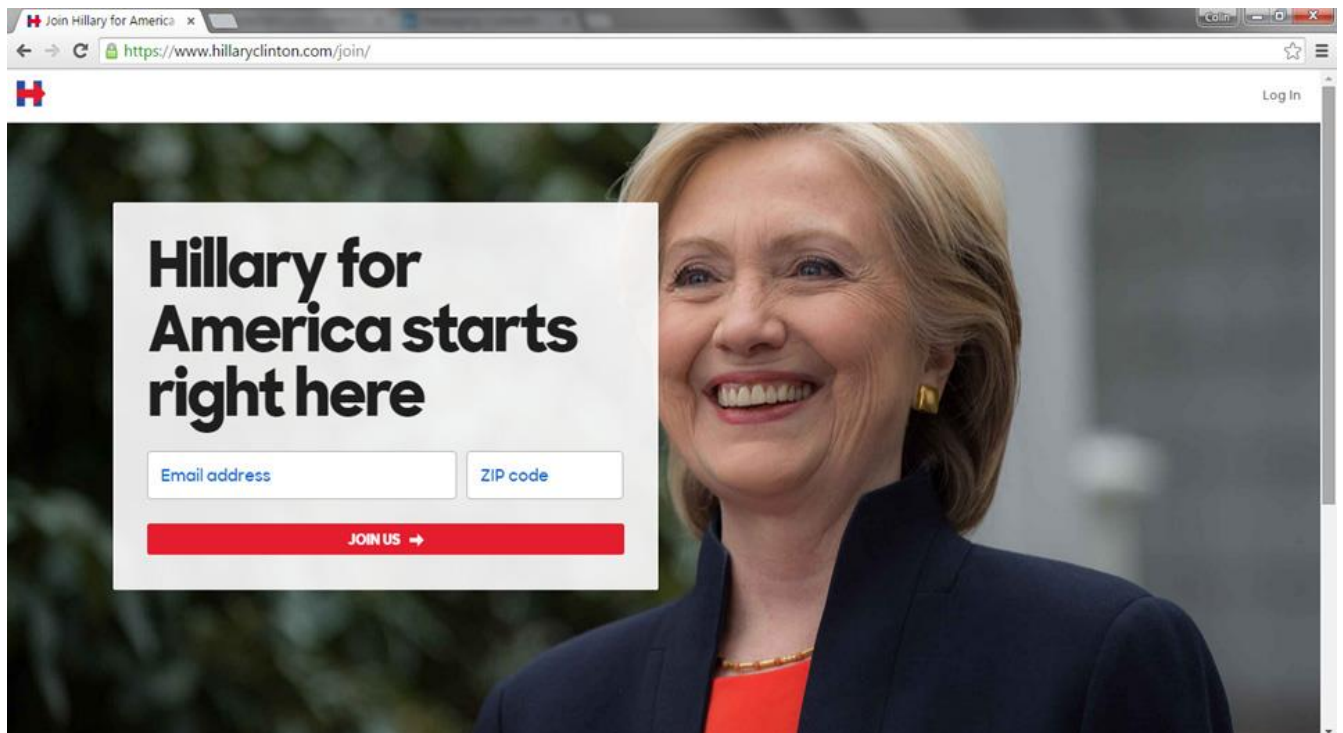 Join Hillary for America
Colin
https://www.hillaryclinton.com/join/
H
Log In
Hillary for
America starts
right here
Email address
ZIP code
JOIN US →